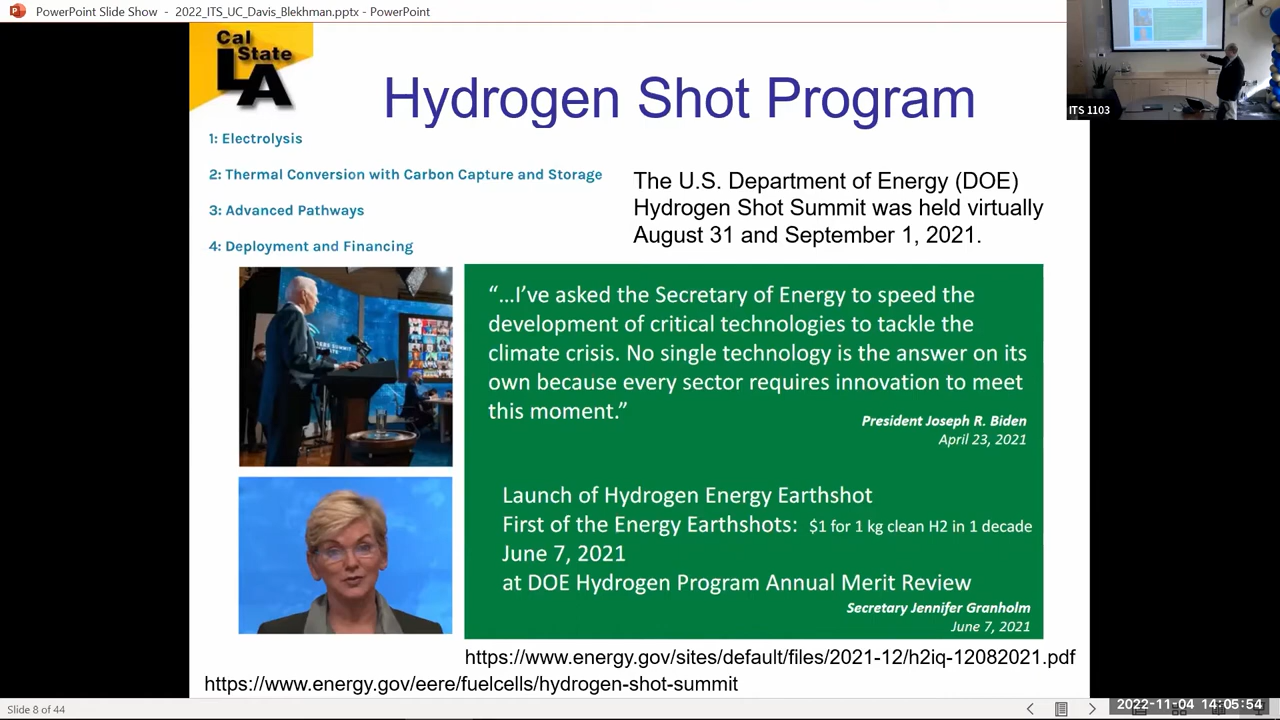 PowerPoint Slide Show - 2022_ITS_UC_Davis_Blekhman.pptx - PowerPoint
Cal
State
LA
Hydrogen Shot Program
ITS 1103
1: Electrolysis
2: Thermal Conversion with Carbon Capture and Storage
3: Advanced Pathways
4: Deployment and Financing
The U.S. Department of Energy (DOE)
Hydrogen Shot Summit was held virtually
August 31 and September 1, 2021.
“…I’ve asked the Secretary of Energy to speed the
development of critical technologies to tackle the
climate crisis. No single technology is the answer on its
own because every sector requires innovation to meet
this moment.”
President Joseph R. Biden
April 23, 2021
Launch of Hydrogen Energy Earthshot
First of the Energy Earthshots: $1 for 1 kg clean H2 in 1 decade
June 7, 2021
at DOE Hydrogen Program Annual Merit Review
Secretary Jennifer Granholm
June 7, 2021
https://www.energy.gov/sites/default/files/2021-12/h2iq-12082021.pdf
https://www.energy.gov/eere/fuelcells/hydrogen-shot-summit
Slide 8 of 44
2022-11-04 14:05:54